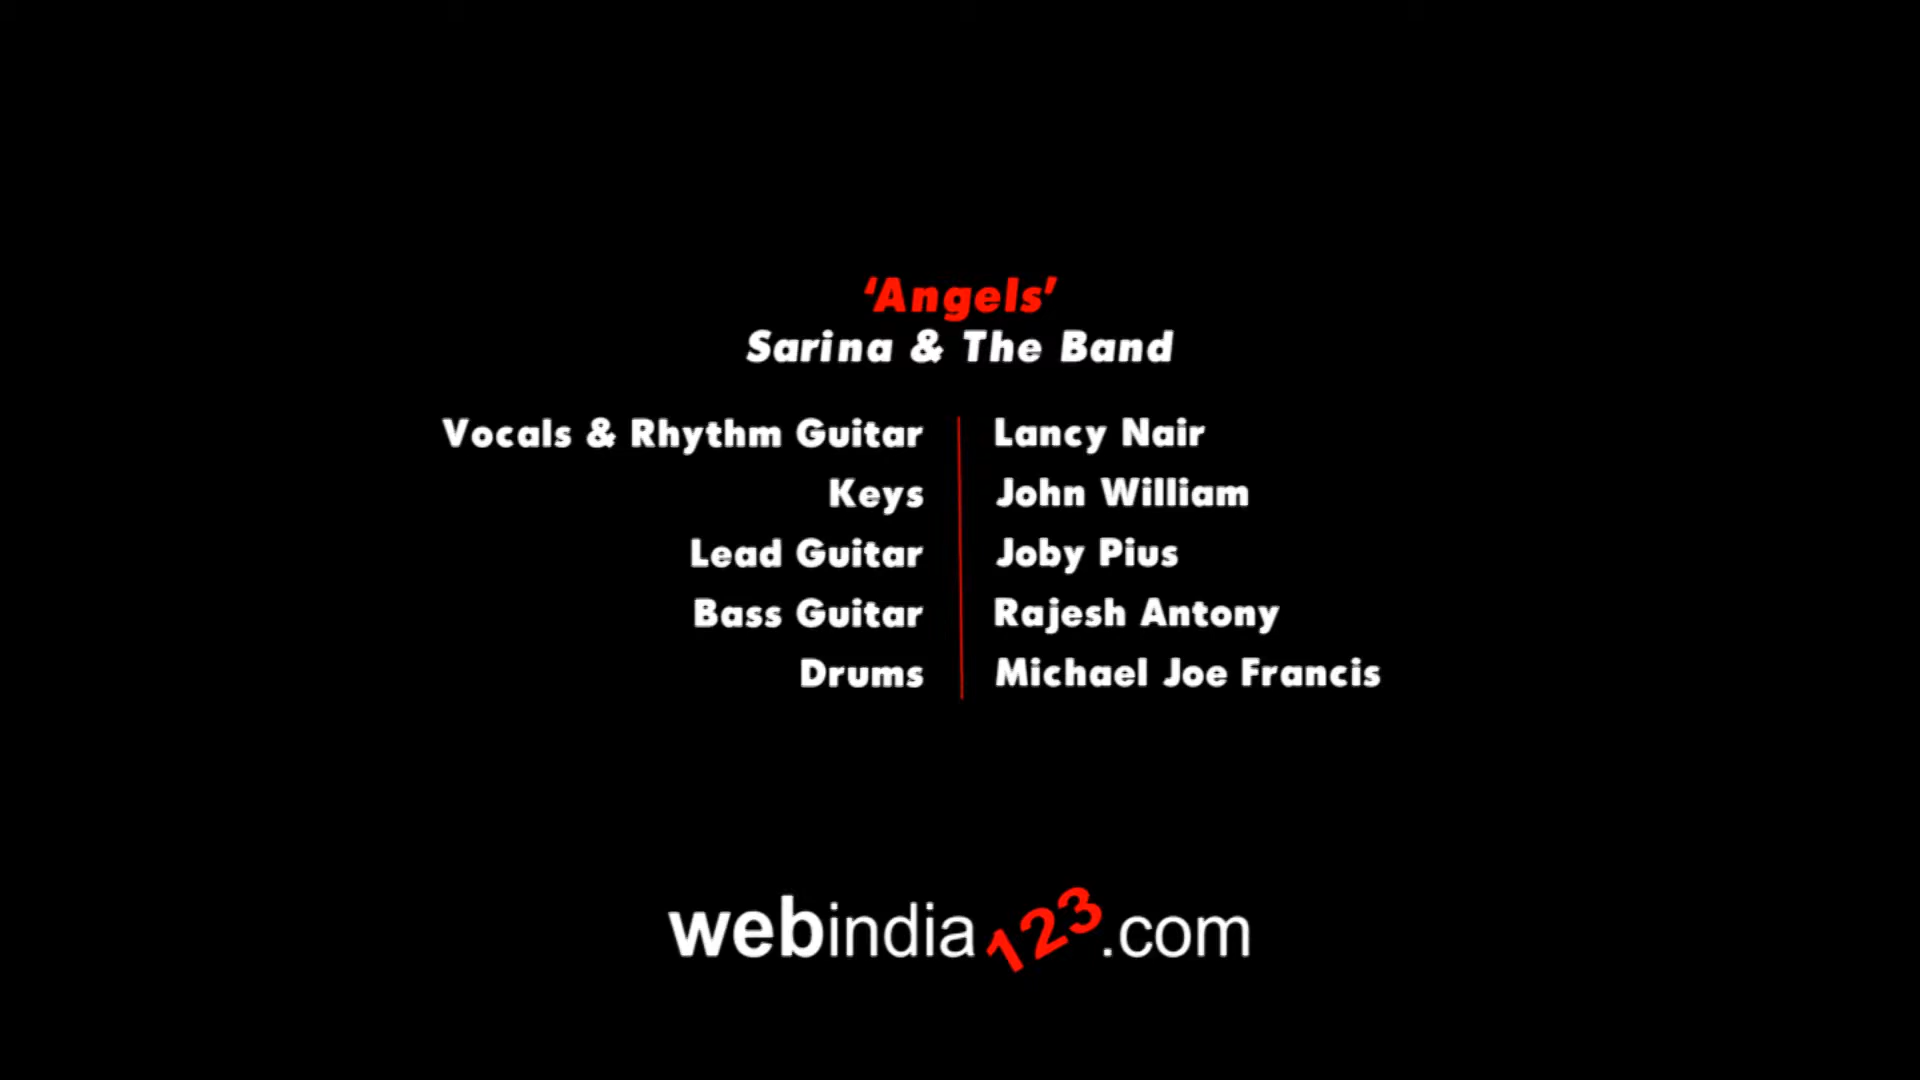 ‘Angels’
Sarina & The Band
Vocals & Rhythm Guitar Lancy Nair
Keys John William
Lead Guitar Joby Pius
Bass Guitar Rajesh Antony
Drums Michael Joe Francis
webindia123.com